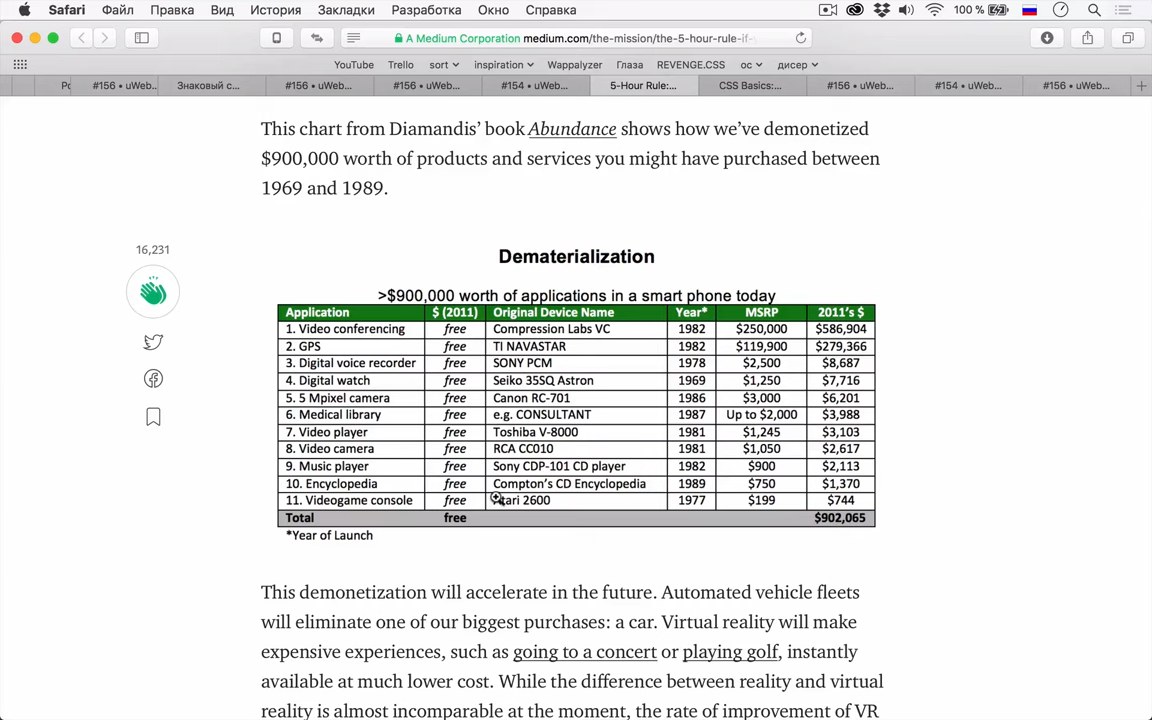 Safari Файл Правка Вид История Закладки Разработка Окно Справка 100 %
A Medium Corporation medium.com/the-mission/the-5-hour-rule-if-
YouTube Trello sort inspiration Wappalyzer Глаза REVENGE.CSS ос дисер
Рс #156 • uWeb... Знаковый с... #156 • uWeb... #156 • uWeb... #154 • uWeb... 5-Hour Rule:... CSS Basics:... #156 • uWeb... #154 • uWeb... #156 • uWeb...
This chart from Diamandis’ book Abundance shows how we’ve demonetized
$900,000 worth of products and services you might have purchased between
1969 and 1989.
16,231
Dematerialization
>$900,000 worth of applications in a smart phone today
Application $ (2011) Original Device Name Year* MSRP 2011's $
1. Video conferencing free Compression Labs VC 1982 $250,000 $586,904
2. GPS free TI NAVASTAR 1982 $119,900 $279,366
3. Digital voice recorder free SONY PCM 1978 $2,500 $8,687
4. Digital watch free Seiko 35SQ Astron 1969 $1,250 $7,716
5. 5 Mpixel camera free Canon RC-701 1986 $3,000 $6,201
6. Medical library free e.g. CONSULTANT 1987 Up to $2,000 $3,988
7. Video player free Toshiba V-8000 1981 $1,245 $3,103
8. Video camera free RCA CC010 1981 $1,050 $2,617
9. Music player free Sony CDP-101 CD player 1982 $900 $2,113
10. Encyclopedia free Compton's CD Encyclopedia 1989 $750 $1,370
11. Videogame console free Atari 2600 1977 $199 $744
Total free $902,065
*Year of Launch
This demonetization will accelerate in the future. Automated vehicle fleets
will eliminate one of our biggest purchases: a car. Virtual reality will make
expensive experiences, such as going to a concert or playing golf, instantly
available at much lower cost. While the difference between reality and virtual
reality is almost incomparable at the moment, the rate of improvement of VR